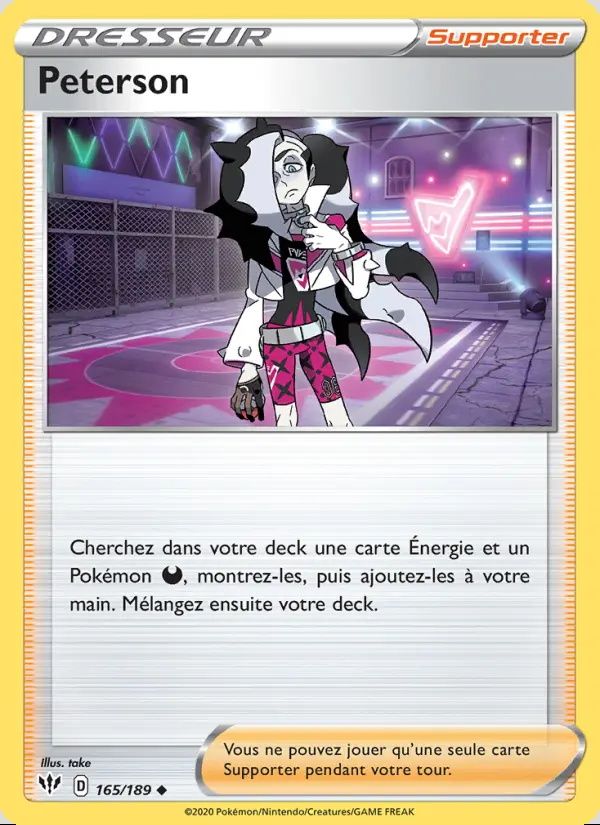 DRESSEUR
Supporter
Peterson
Cherchez dans votre deck une carte Énergie et un
Pokémon , montrez-les, puis ajoutez-les à votre
main. Mélangez ensuite votre deck.
Illus. take
Vous ne pouvez jouer qu'une seule carte
Supporter pendant votre tour.
D 165/189
©2020 Pokémon/Nintendo/Creatures/GAME FREAK